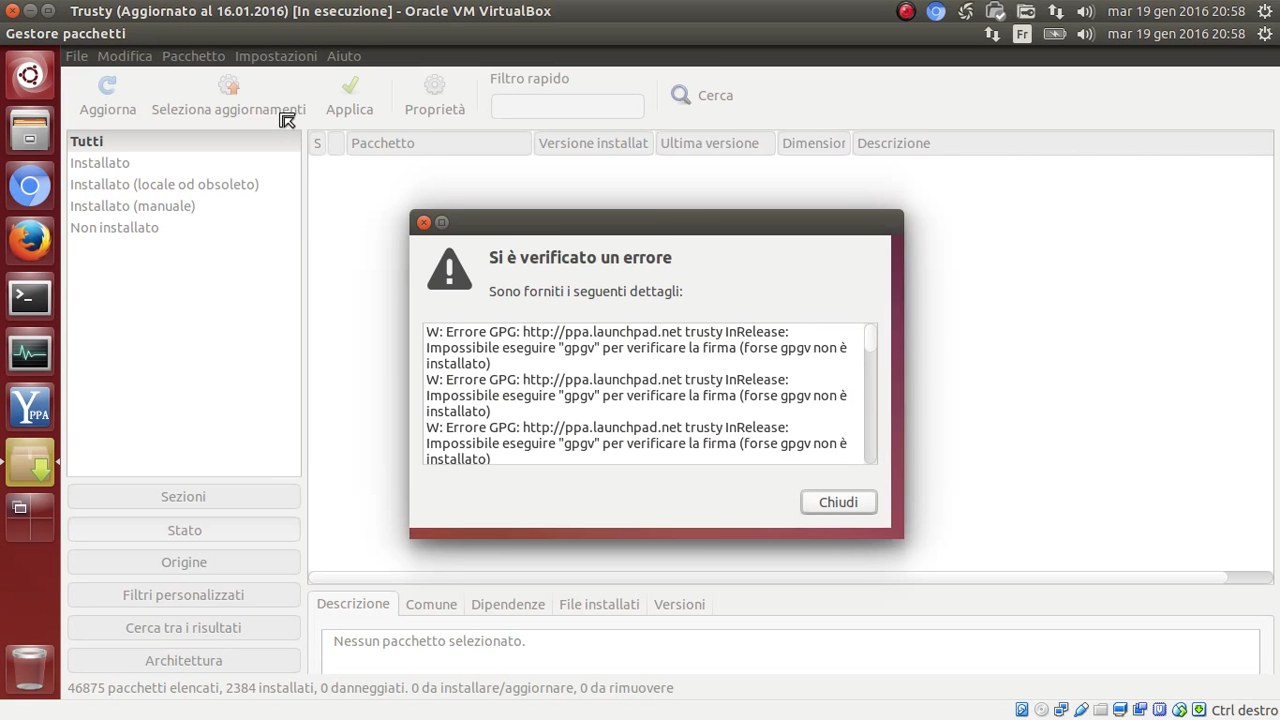 Trusty (Aggiornato al 16.01.2016) [In esecuzione] - Oracle VM VirtualBox
mar 19 gen 2016 20:58
Gestore pacchetti
Fr
mar 19 gen 2016 20:58
File Modifica Pacchetto Impostazioni Aiuto
Aggiorna
Seleziona aggiornamenti
Applica
Proprietà
Filtro rapido
Cerca
Tutti
Installato
Installato (locale od obsoleto)
Installato (manuale)
Non installato
S
Pacchetto
Versione installat
Ultima versione
Dimension
Descrizione
Si è verificato un errore
Sono forniti i seguenti dettagli:
W: Errore GPG: http://ppa.launchpad.net trusty InRelease:
Impossibile eseguire "gpgv" per verificare la firma (forse gpgv non è
installato)
W: Errore GPG: http://ppa.launchpad.net trusty InRelease:
Impossibile eseguire "gpgv" per verificare la firma (forse gpgv non è
installato)
W: Errore GPG: http://ppa.launchpad.net trusty InRelease:
Impossibile eseguire "gpgv" per verificare la firma (forse gpgv non è
installato)
Chiudi
Y PPA
Sezioni
Stato
Origine
Filtri personalizzati
Cerca tra i risultati
Architettura
Descrizione
Comune
Dipendenze
File installati
Versioni
Nessun pacchetto selezionato.
46875 pacchetti elencati, 2384 installati, 0 danneggiati. 0 da installare/aggiornare, 0 da rimuovere
Ctrl destro